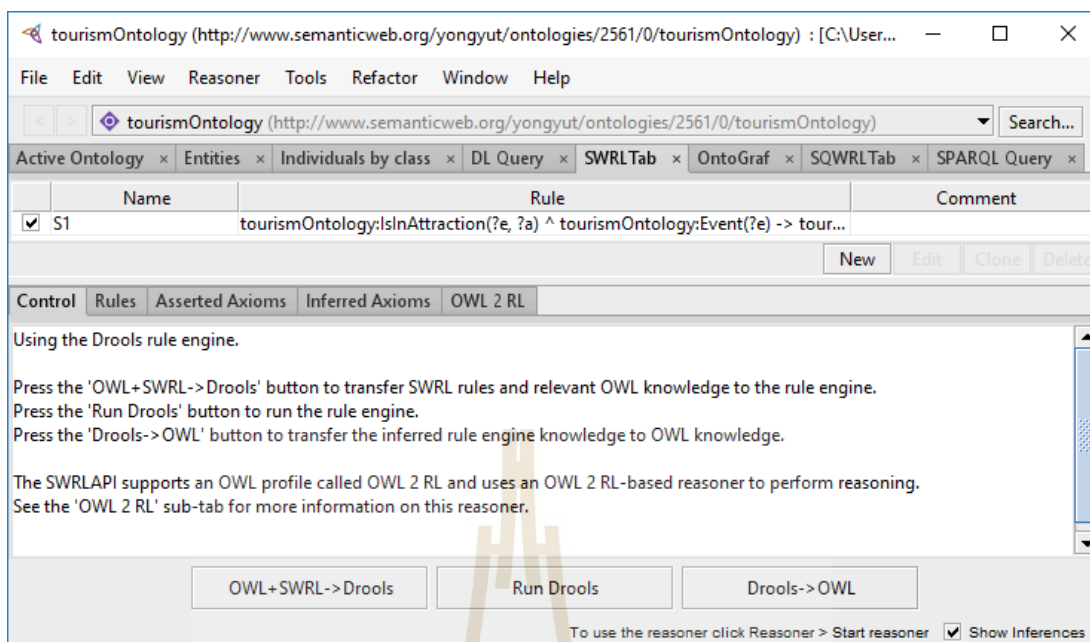 tourismOntology (http://www.semanticweb.org/yongyut/ontologies/2561/0/tourismOntology) : [C:\User...
File Edit View Reasoner Tools Refactor Window Help
< > tourismOntology (http://www.semanticweb.org/yongyut/ontologies/2561/0/tourismOntology) Search...
Active Ontology × Entities × Individuals by class × DL Query × SWRLTab × OntoGraf × SQWRLTab × SPARQL Query ×
Name Rule Comment
S1 tourismOntology:IsInAttraction(?e, ?a) ^ tourismOntology:Event(?e) -> tour...
New Edit Clone Delete
Control Rules Asserted Axioms Inferred Axioms OWL 2 RL
Using the Drools rule engine.
Press the 'OWL+SWRL->Drools' button to transfer SWRL rules and relevant OWL knowledge to the rule engine.
Press the 'Run Drools' button to run the rule engine.
Press the 'Drools->OWL' button to transfer the inferred rule engine knowledge to OWL knowledge.
The SWRLAPI supports an OWL profile called OWL 2 RL and uses an OWL 2 RL-based reasoner to perform reasoning.
See the 'OWL 2 RL' sub-tab for more information on this reasoner.
OWL+SWRL->Drools Run Drools Drools->OWL
To use the reasoner click Reasoner > Start reasoner Show Inferences